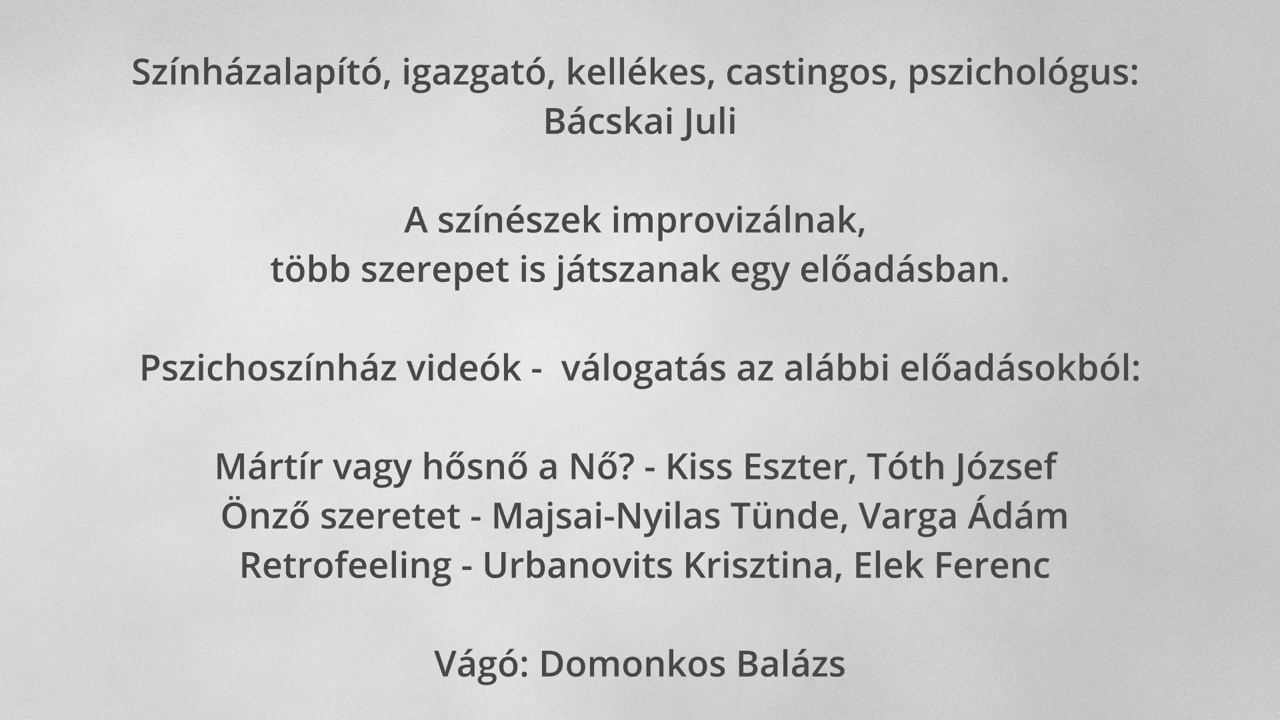 Színházalapító, igazgató, kellékes, castingos, pszichológus:
Bácskai Juli
A színészek improvizálnak,
több szerepet is játszanak egy előadásban.
Pszichoszínház videók - válogatás az alábbi előadásokból:
Mártír vagy hősnő a Nő? - Kiss Eszter, Tóth József
Önző szeretet - Majsai-Nyilas Tünde, Varga Ádám
Retrofeeling - Urbanovits Krisztina, Elek Ferenc
Vágó: Domonkos Balázs